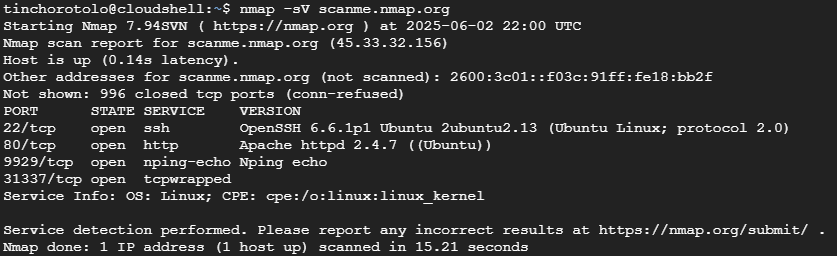 tinchorotolo@cloudshell:~$ nmap -sV scanme.nmap.org
Starting Nmap 7.94SVN ( https://nmap.org ) at 2025-06-02 22:00 UTC
Nmap scan report for scanme.nmap.org (45.33.32.156)
Host is up (0.14s latency).
Other addresses for scanme.nmap.org (not scanned): 2600:3c01::f03c:91ff:fe18:bb2f
Not shown: 996 closed tcp ports (conn-refused)
PORT      STATE SERVICE    VERSION
22/tcp    open  ssh        OpenSSH 6.6.1p1 Ubuntu 2ubuntu2.13 (Ubuntu Linux; protocol 2.0)
80/tcp    open  http       Apache httpd 2.4.7 ((Ubuntu))
9929/tcp  open  nping-echo Nping echo
31337/tcp open  tcpwrapped
Service Info: OS: Linux; CPE: cpe:/o:linux:linux_kernel

Service detection performed. Please report any incorrect results at https://nmap.org/submit/ .
Nmap done: 1 IP address (1 host up) scanned in 15.21 seconds